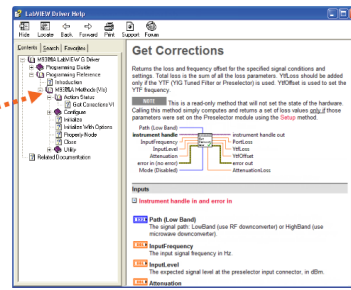 LabVIEW Driver Help
Hide Locate Back Forward Print Support Forum
Contents Search Favorites
M9398A LabVIEW G Driver
Programming Guide
Programming Reference
Introduction
M9398A Methods (VIs)
Action Status
Get Corrections VI
Configure
Initialize
Initialize With Options
Property Node
Close
Utility
Related Documentation
Get Corrections
Returns the loss and frequency offset for the specified signal conditions and
settings. Total loss is the sum of all the loss parameters. YtfLoss should be added
only if the YTF (YIG Tuned Filter or Preselector) is used. YtfOffset is used to set the
YTF frequency.
NOTE This is a read-only method that will not set the state of the hardware.
Calling this method simply computes and returns a set of values only if those
parameters were set on the Preselector module using the Setup method.
Path (Low Band)
instrument handle
InputFrequency
InputLevel
Attenuation
error in (no error)
Mode (Disabled)
instrument handle out
PortLoss
YtfLoss
YtfOffset
error out
AttenuationLoss
Inputs
Instrument handle in and error in
Path (Low Band)
The signal path: LowBand (use RF downconverter) or HighBand (use
microwave downconverter).
InputFrequency
The input signal frequency in Hz.
InputLevel
The expected signal level at the preselector input connector, in dBm.
Attenuation